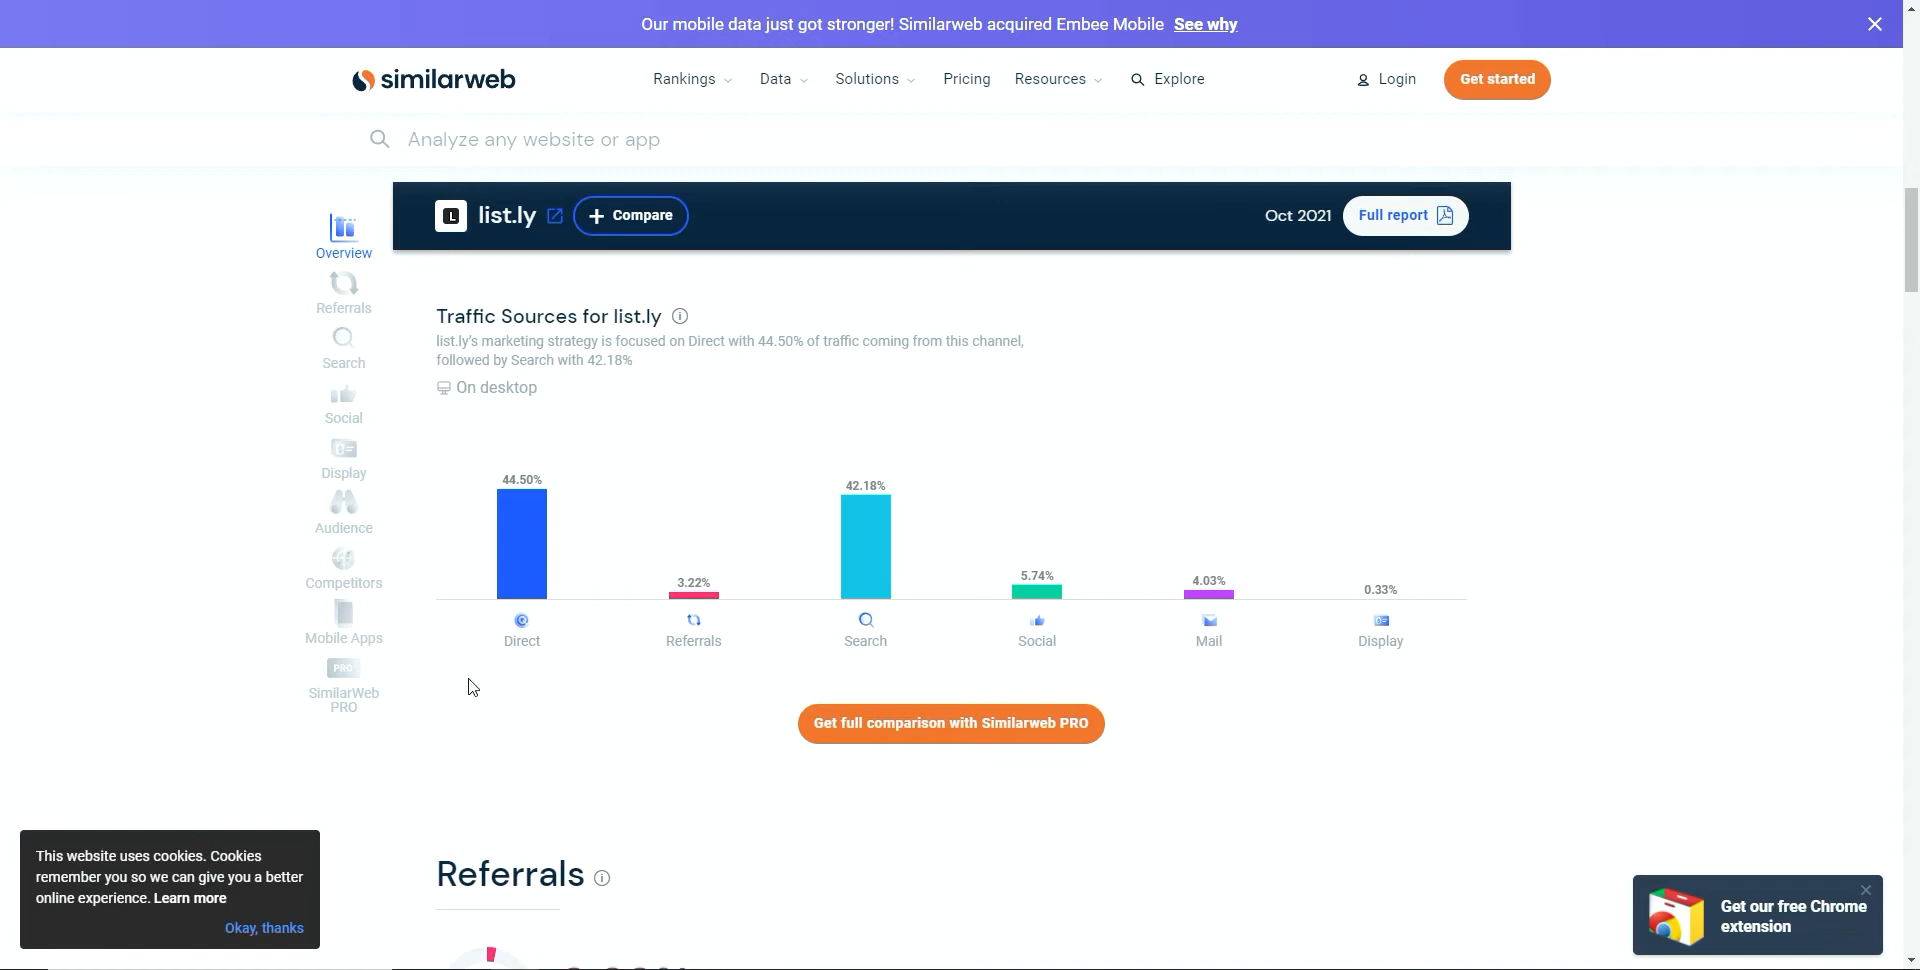 Our mobile data just got stronger! Similarweb acquired Embee Mobile See why
similarweb
Rankings Data Solutions Pricing Resources Explore Login Get started
Analyze any website or app
L list.ly + Compare Oct 2021 Full report
Overview
Referrals
Search
Social
Display
Audience
Competitors
Mobile Apps
PRO
SimilarWeb
PRO
Traffic Sources for list.ly
list.ly's marketing strategy is focused on Direct with 44.50% of traffic coming from this channel,
followed by Search with 42.18%
On desktop
44.50% 3.22% 42.18% 5.74% 4.03% 0.33%
Direct Referrals Search Social Mail Display
Get full comparison with Similarweb PRO
Referrals
This website uses cookies. Cookies
remember you so we can give you a better
online experience. Learn more
Okay, thanks
Get our free Chrome
extension